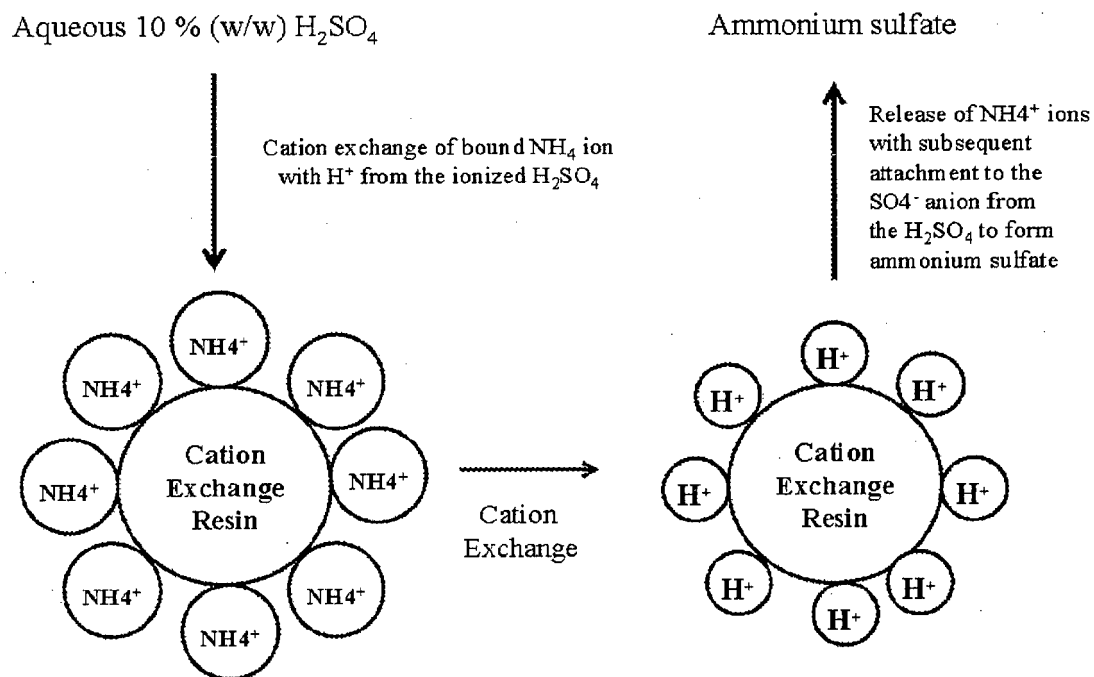 Aqueous 10 % (w/w) H₂SO₄
Ammonium sulfate
Cation exchange of bound NH₄ ion
with H⁺ from the ionized H₂SO₄
Release of NH4⁺ ions
with subsequent
attachment to the
SO4⁻ anion from
the H₂SO₄ to form
ammonium sulfate
NH4⁺
NH4⁺
NH4⁺
NH4⁺
NH4⁺
NH4⁺
NH4⁺
NH4⁺
Cation
Exchange
Resin
Cation
Exchange
H⁺
H⁺
H⁺
H⁺
H⁺
H⁺
H⁺
H⁺
Cation
Exchange
Resin